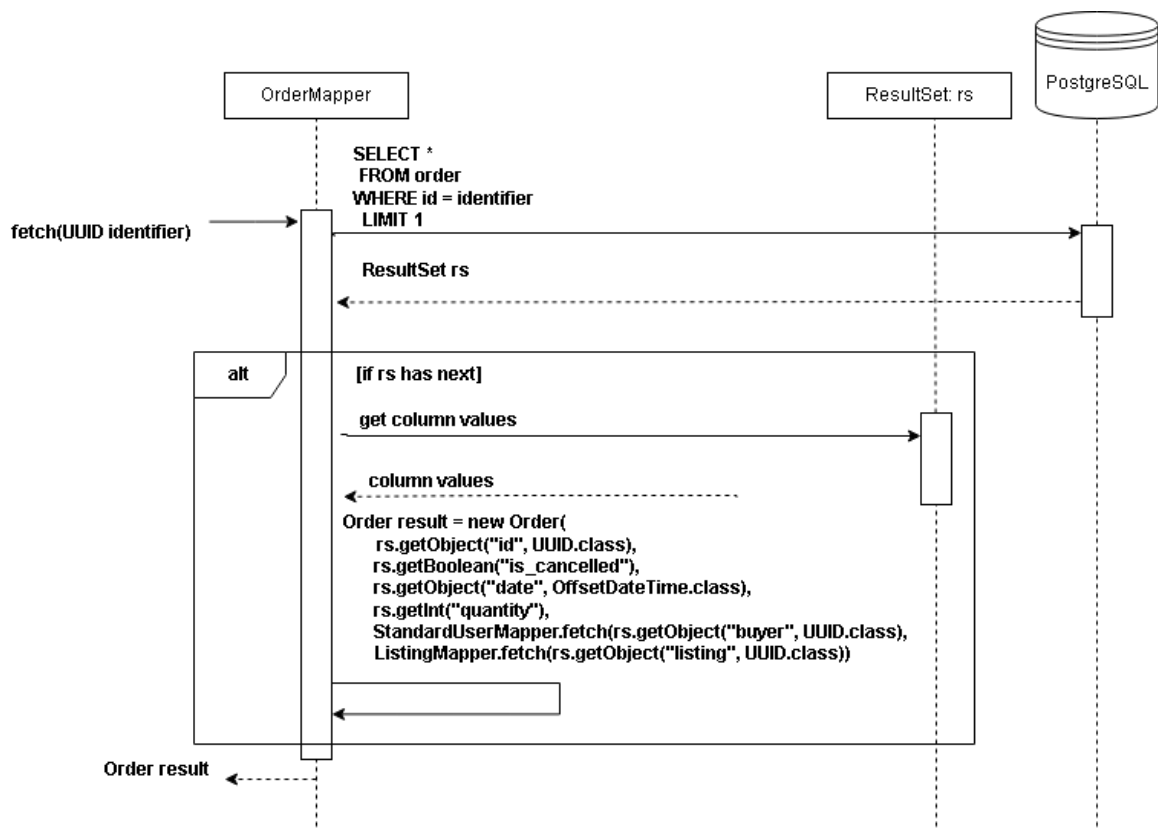 PostgreSQL
OrderMapper
ResultSet: rs
SELECT *
FROM order
WHERE id = identifier
LIMIT 1
fetch(UUID identifier)
ResultSet rs
alt
[if rs has next]
get column values
column values
Order result = new Order(
rs.getObject("id", UUID.class),
rs.getBoolean("is_cancelled"),
rs.getObject("date", OffsetDateTime.class),
rs.getInt("quantity"),
StandardUserMapper.fetch(rs.getObject("buyer", UUID.class),
ListingMapper.fetch(rs.getObject("listing", UUID.class))
Order result